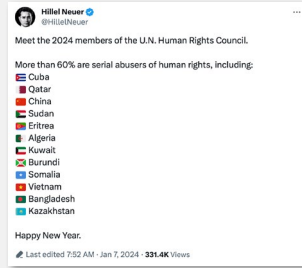 Hillel Neuer
@HillelNeuer
Meet the 2024 members of the U.N. Human Rights Council.
More than 60% are serial abusers of human rights, including:
Cuba
Qatar
China
Sudan
Eritrea
Algeria
Kuwait
Burundi
Somalia
Vietnam
Bangladesh
Kazakhstan
Happy New Year.
Last edited 7:52 AM · Jan 7, 2024 · 331.4K Views